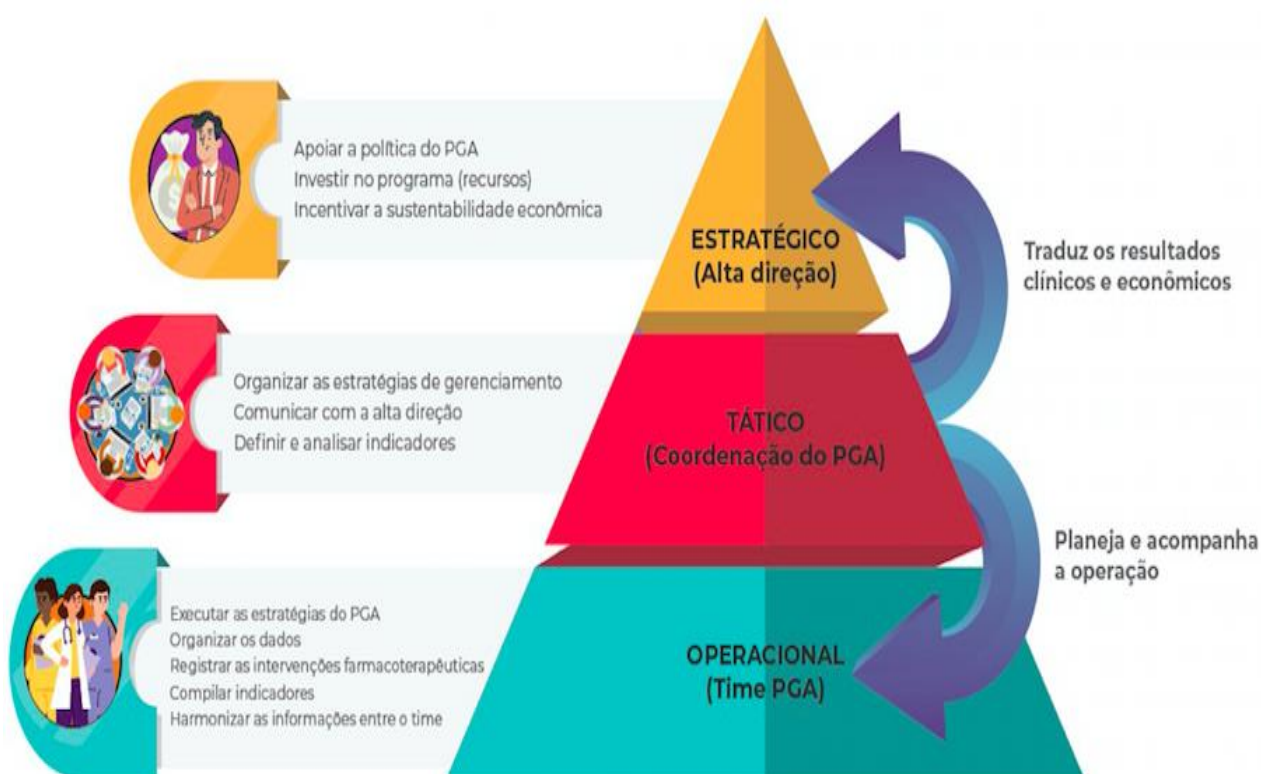 Apoiar a política do PGA
Investir no programa (recursos)
Incentivar a sustentabilidade econômica
ESTRATÉGICO
(Alta direção)
Traduz os resultados
clínicos e econômicos
Organizar as estratégias de gerenciamento
Comunicar com a alta direção
Definir e analisar indicadores
TÁTICO
(Coordenação do PGA)
Planeja e acompanha
a operação
Executar as estratégias do PGA
Organizar os dados
Registrar as intervenções farmacoterapêuticas
Compilar indicadores
Harmonizar as informações entre o time
OPERACIONAL
(Time PGA)